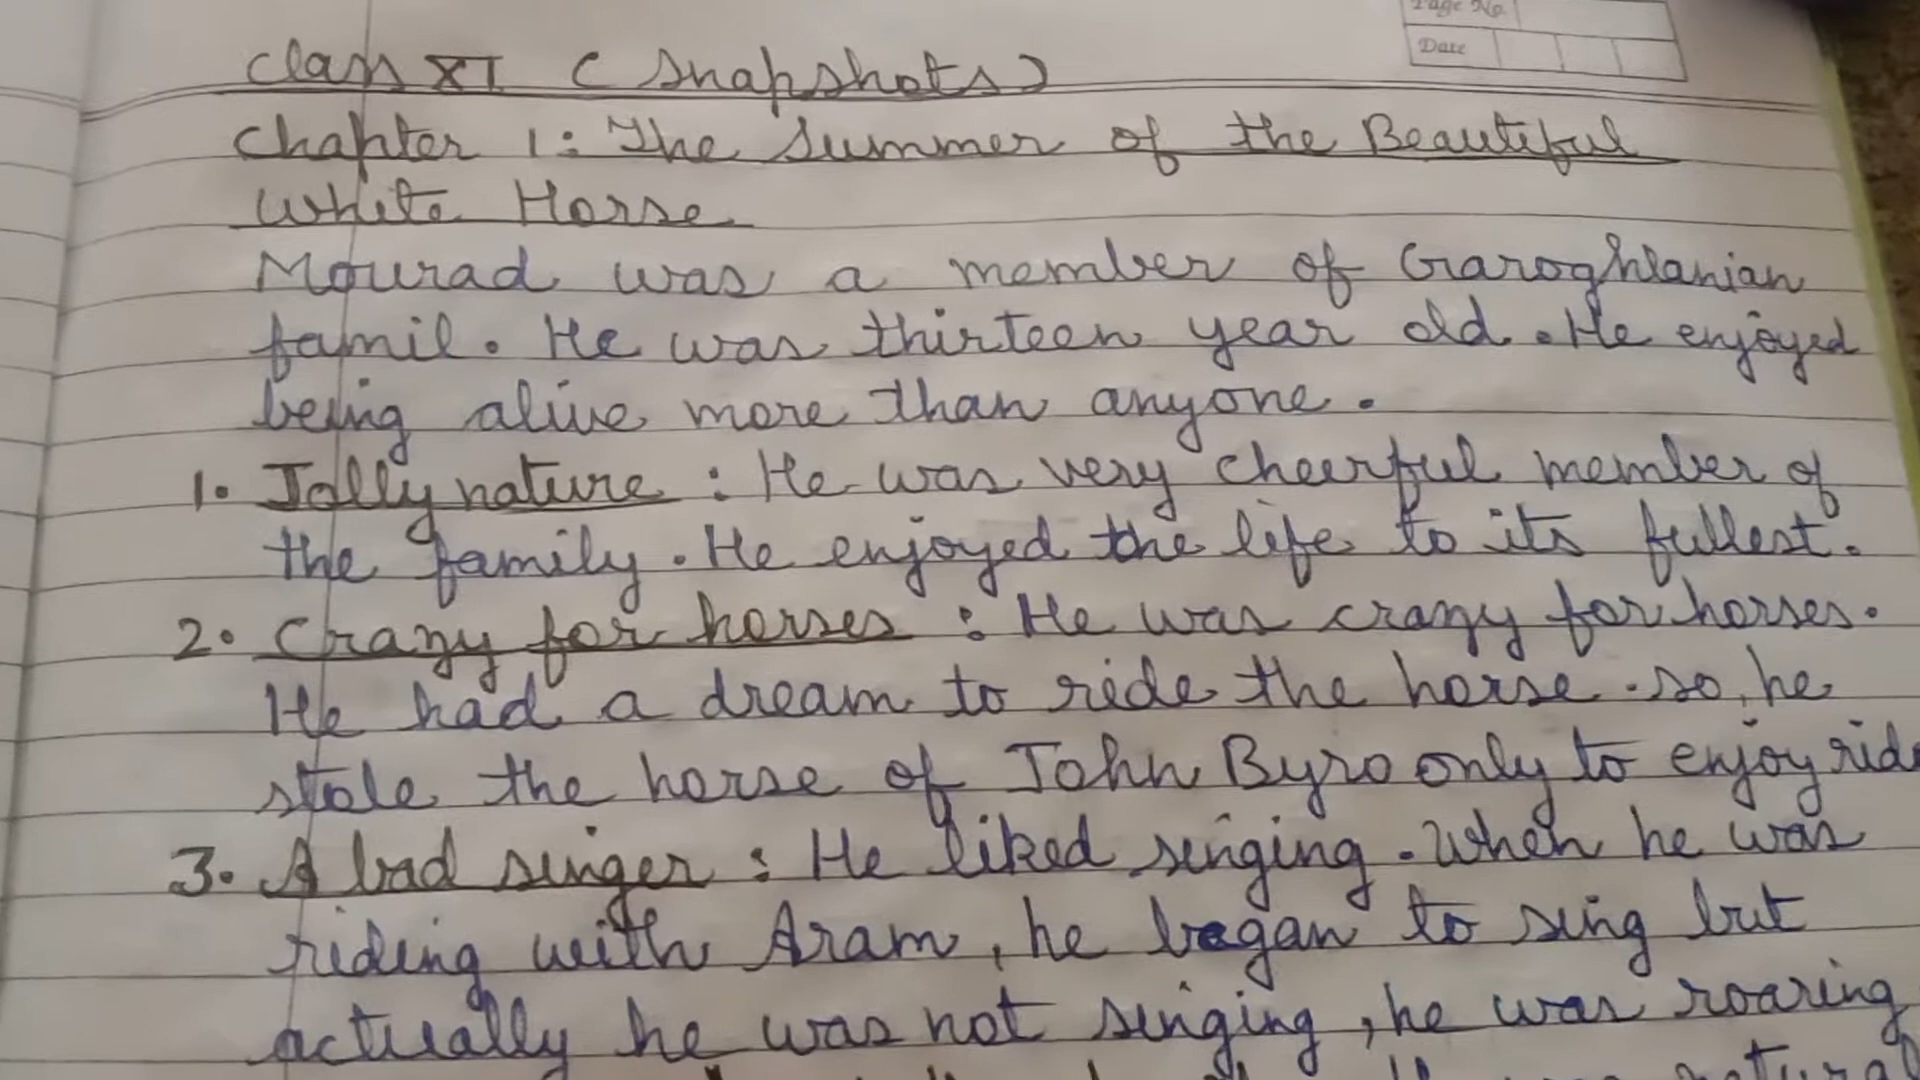 Page No.
Date
Class XI (Snapshots)
Chapter 1: The Summer of the Beautiful
White Horse
Mourad was a member of Garoghlanian
famil. He was thirteen year old. He enjoyed
being alive more than anyone.
1. Jolly nature: He was very cheerful member of
the family. He enjoyed the life to its fullest.
2. Crazy for horses: He was crazy for horses.
He had a dream to ride the horse. so, he
stole the horse of John Byro only to enjoy ride
3. A bad singer: He liked singing. When he was
riding with Aram, he began to sing but
actually he was not singing, he was roaring
natural